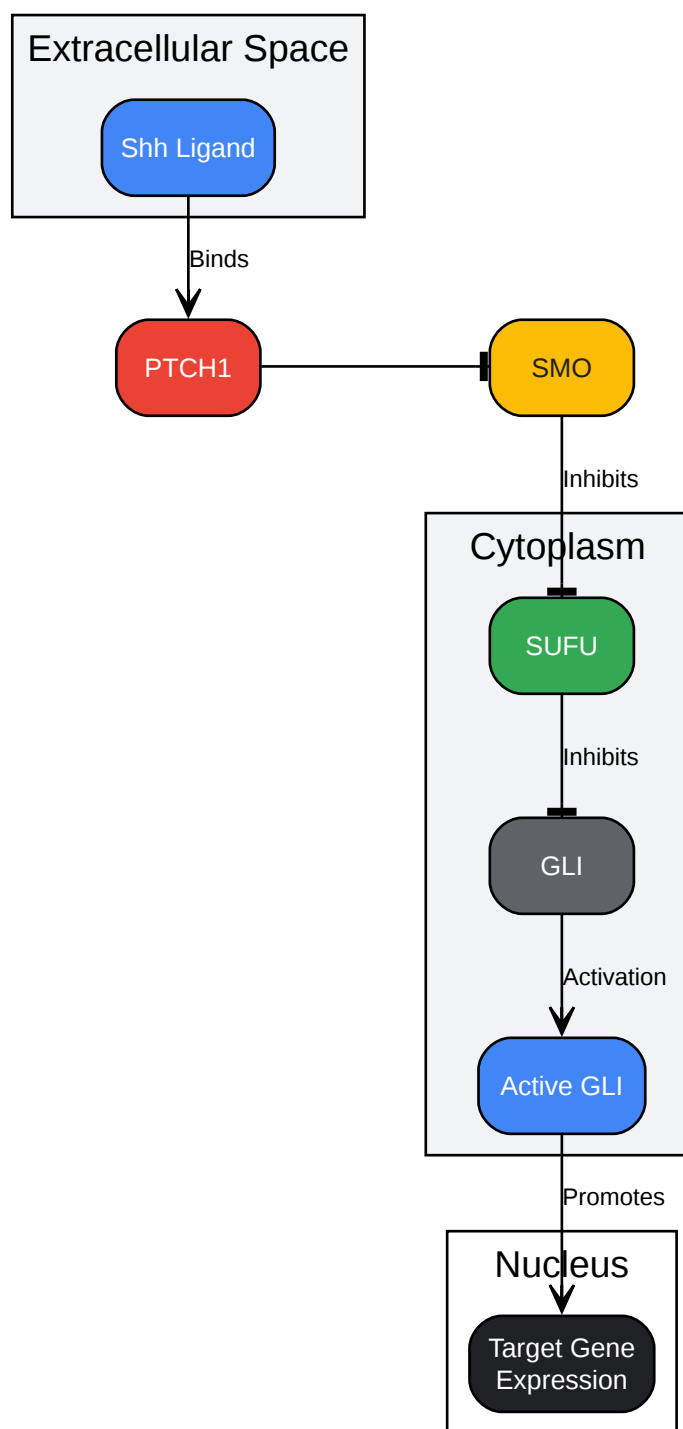 Extracellular Space
Shh Ligand
Binds
PTCH1
SMO
Inhibits
Cytoplasm
SUFU
Inhibits
GLI
Activation
Active GLI
Promotes
Nucleus
Target Gene
Expression